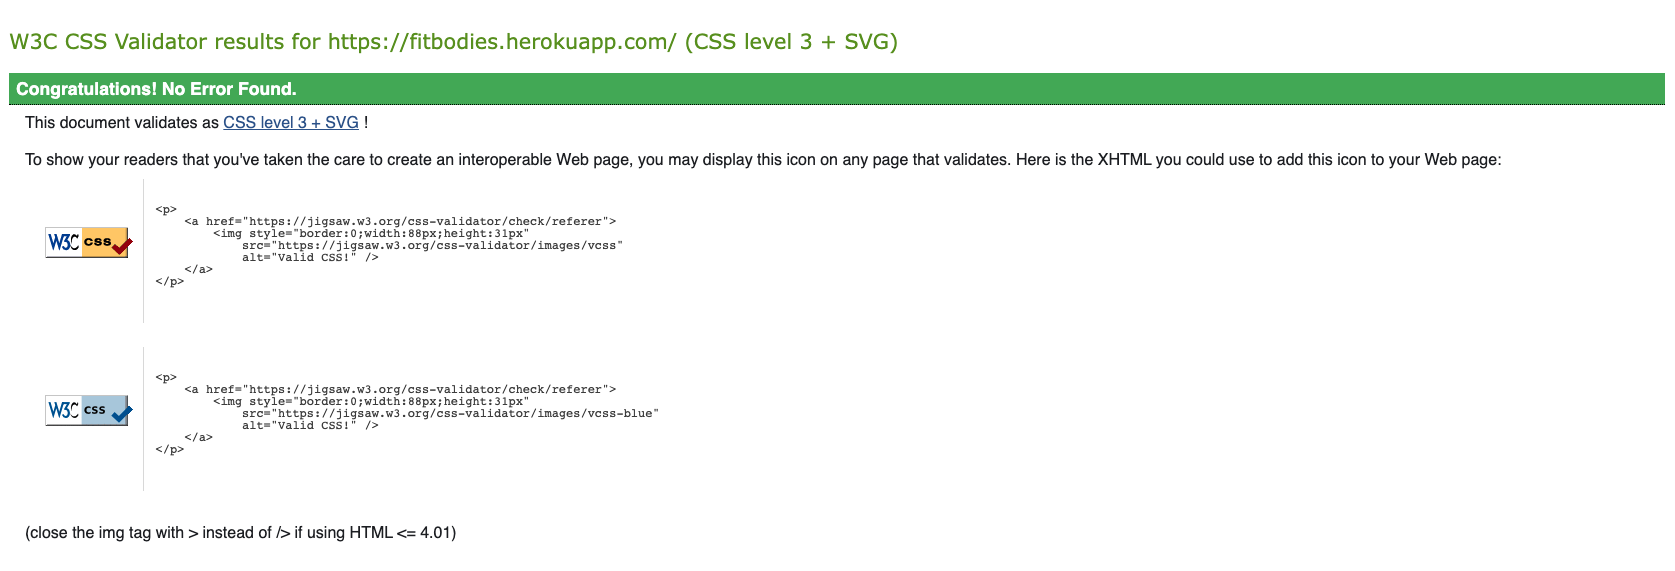 W3C CSS Validator results for https://fitbodies.herokuapp.com/ (CSS level 3 + SVG)
Congratulations! No Error Found.
This document validates as CSS level 3 + SVG !
To show your readers that you've taken the care to create an interoperable Web page, you may display this icon on any page that validates. Here is the XHTML you could use to add this icon to your Web page:
W3C css
<p>
<a href="https://jigsaw.w3.org/css-validator/check/referer">
<img style="border:0;width:88px;height:31px"
src="https://jigsaw.w3.org/css-validator/images/vcss"
alt="Valid CSS!" />
</a>
</p>
W3C css
<p>
<a href="https://jigsaw.w3.org/css-validator/check/referer">
<img style="border:0;width:88px;height:31px"
src="https://jigsaw.w3.org/css-validator/images/vcss-blue"
alt="Valid CSS!" />
</a>
</p>
(close the img tag with > instead of /> if using HTML <= 4.01)